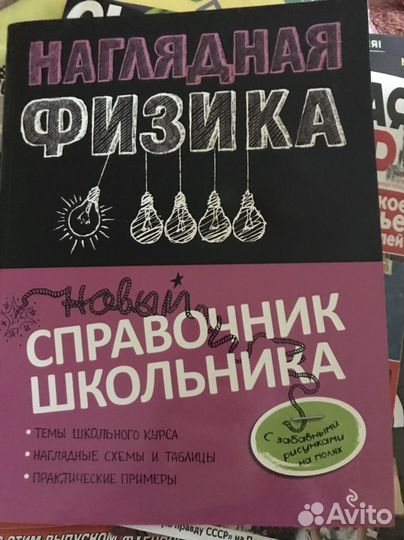 НАГЛЯДНАЯ
ФИЗИКА
Новый
СПРАВОЧНИК
ШКОЛЬНИКА
• ТЕМЫ ШКОЛЬНОГО КУРСА
• НАГЛЯДНЫЕ СХЕМЫ И ТАБЛИЦЫ
• ПРАКТИЧЕСКИЕ ПРИМЕРЫ
С забавными
рисунками
на полях
Avito